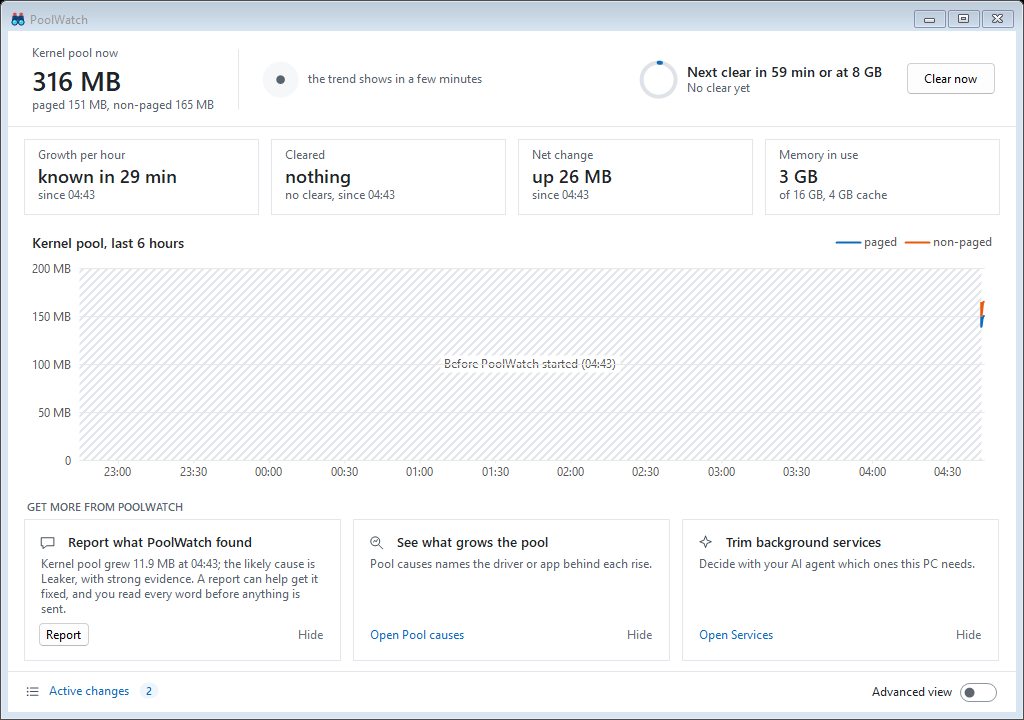 PoolWatch
Kernel pool now
316 MB
paged 151 MB, non-paged 165 MB
the trend shows in a few minutes
Next clear in 59 min or at 8 GB
No clear yet
Clear now
Growth per hour
known in 29 min
since 04:43
Cleared
nothing
no clears, since 04:43
Net change
up 26 MB
since 04:43
Memory in use
3 GB
of 16 GB, 4 GB cache
Kernel pool, last 6 hours
paged
non-paged
200 MB
150 MB
100 MB
50 MB
0
Before PoolWatch started (04:43)
23:00 23:30 00:00 00:30 01:00 01:30 02:00 02:30 03:00 03:30 04:00 04:30
GET MORE FROM POOLWATCH
Report what PoolWatch found
Kernel pool grew 11.9 MB at 04:43; the likely cause is
Leaker, with strong evidence. A report can help get it
fixed, and you read every word before anything is
sent.
Report
Hide
See what grows the pool
Pool causes names the driver or app behind each rise.
Open Pool causes
Hide
Trim background services
Decide with your AI agent which ones this PC needs.
Open Services
Hide
Active changes 2
Advanced view